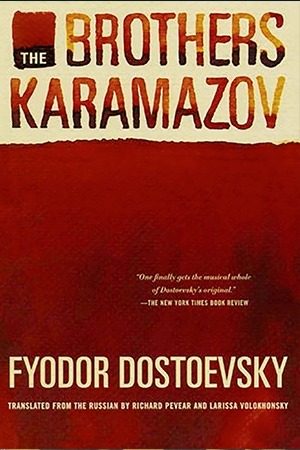 THE BROTHERS
KARAMAZOV
"One finally gets the musical whole
of Dostoevsky's original."
—THE NEW YORK TIMES BOOK REVIEW
FYODOR DOSTOEVSKY
TRANSLATED FROM THE RUSSIAN BY RICHARD PEVEAR AND LARISSA VOLOKHONSKY